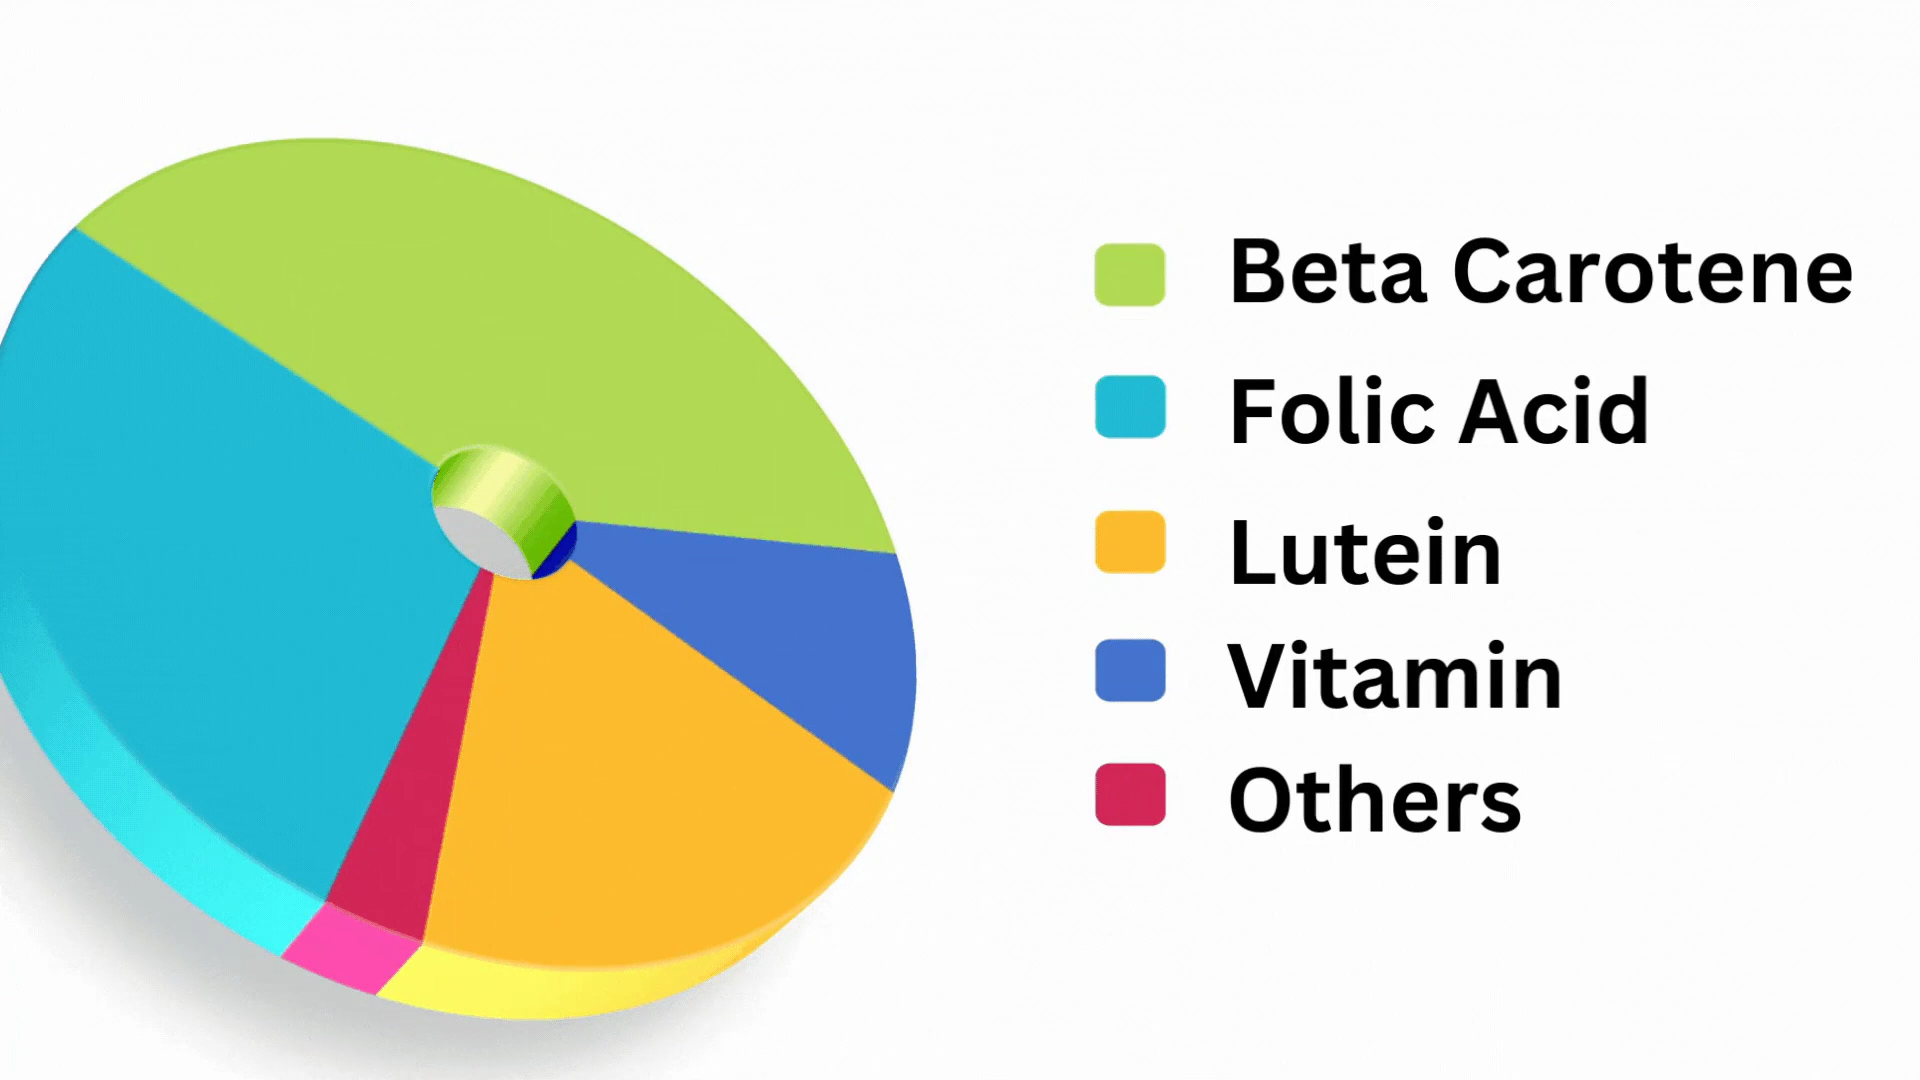 Beta Carotene
Folic Acid
Lutein
Vitamin
Others